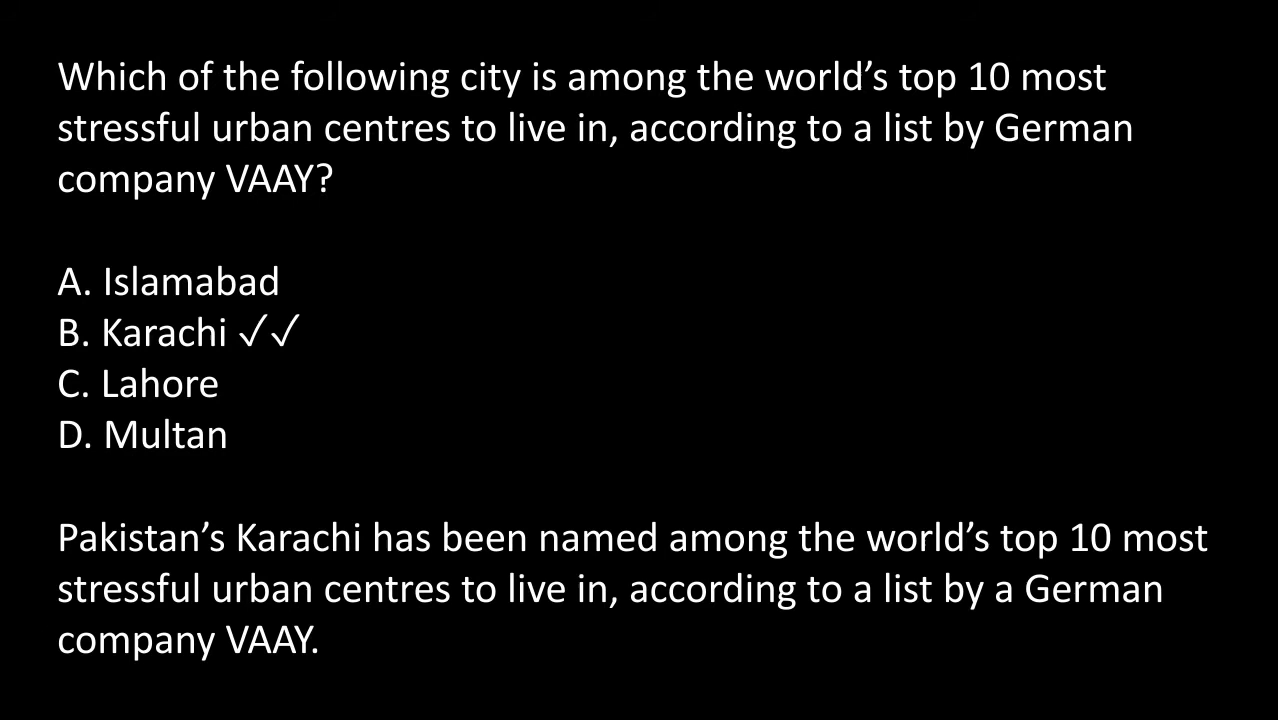 Which of the following city is among the world’s top 10 most
stressful urban centres to live in, according to a list by German
company VAAY?
A. Islamabad
B. Karachi ✓✓
C. Lahore
D. Multan
Pakistan’s Karachi has been named among the world’s top 10 most
stressful urban centres to live in, according to a list by a German
company VAAY.